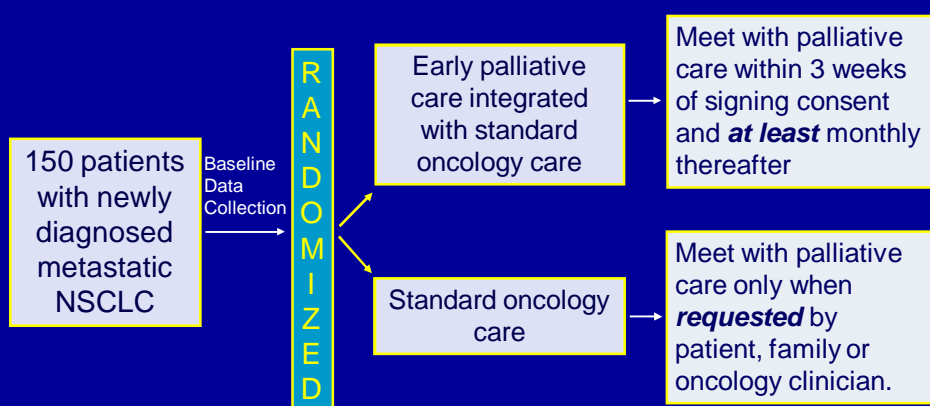 150 patients
with newly
diagnosed
metastatic
NSCLC
Baseline
Data
Collection
R
A
N
D
O
M
I
Z
E
D
Early palliative
care integrated
with standard
oncology care
Meet with palliative
care within 3 weeks
of signing consent
and at least monthly
thereafter
Standard oncology
care
Meet with palliative
care only when
requested by
patient, family or
oncology clinician.